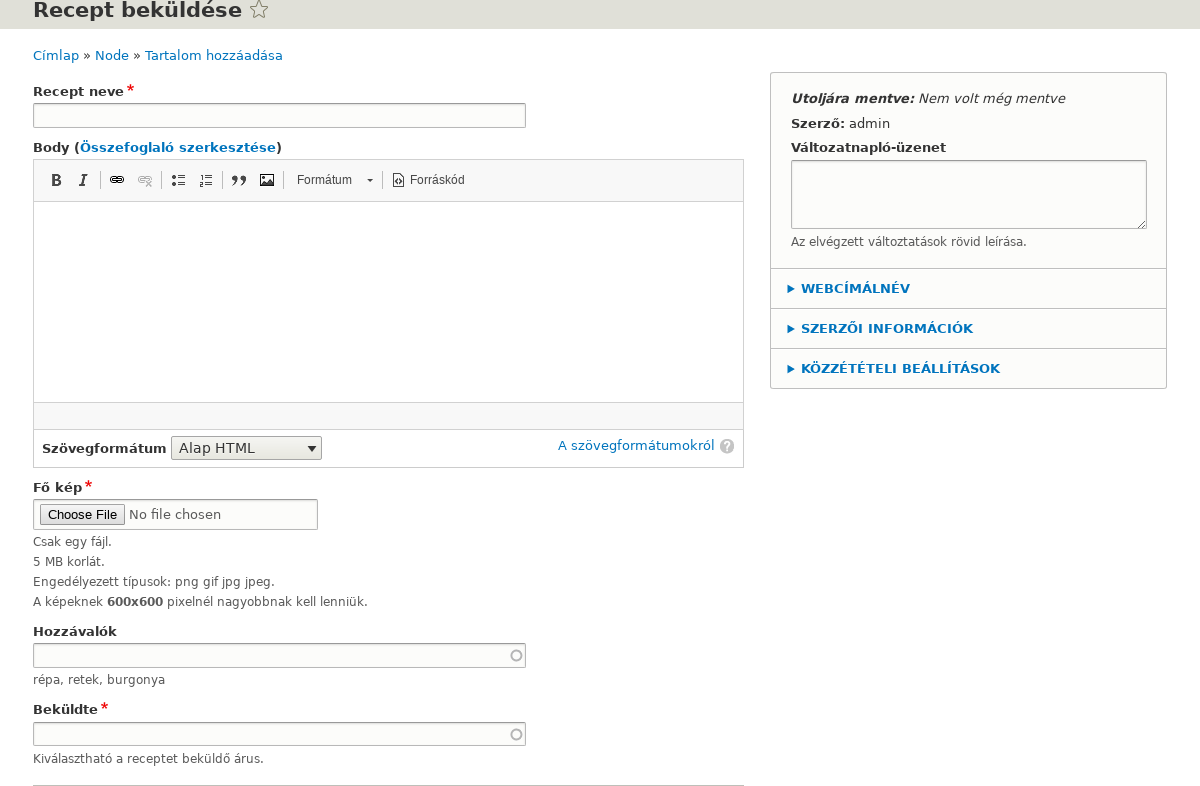 Recept beküldése
Címlap » Node » Tartalom hozzáadása
Recept neve*
Body (Összefoglaló szerkesztése)
B I Formátum Forráskód
Szövegformátum Alap HTML
A szövegformátumokról ?
Fő kép*
Choose File No file chosen
Csak egy fájl.
5 MB korlát.
Engedélyezett típusok: png gif jpg jpeg.
A képeknek 600x600 pixelnél nagyobbnak kell lenniük.
Hozzávalók
répa, retek, burgonya
Beküldte*
Kiválasztható a receptet beküldő árus.
Utoljára mentve: Nem volt még mentve
Szerző: admin
Változatnapló-üzenet
Az elvégzett változtatások rövid leírása.
WEBCÍMÁLNÉV
SZERZŐI INFORMÁCIÓK
KÖZZÉTÉTELI BEÁLLÍTÁSOK